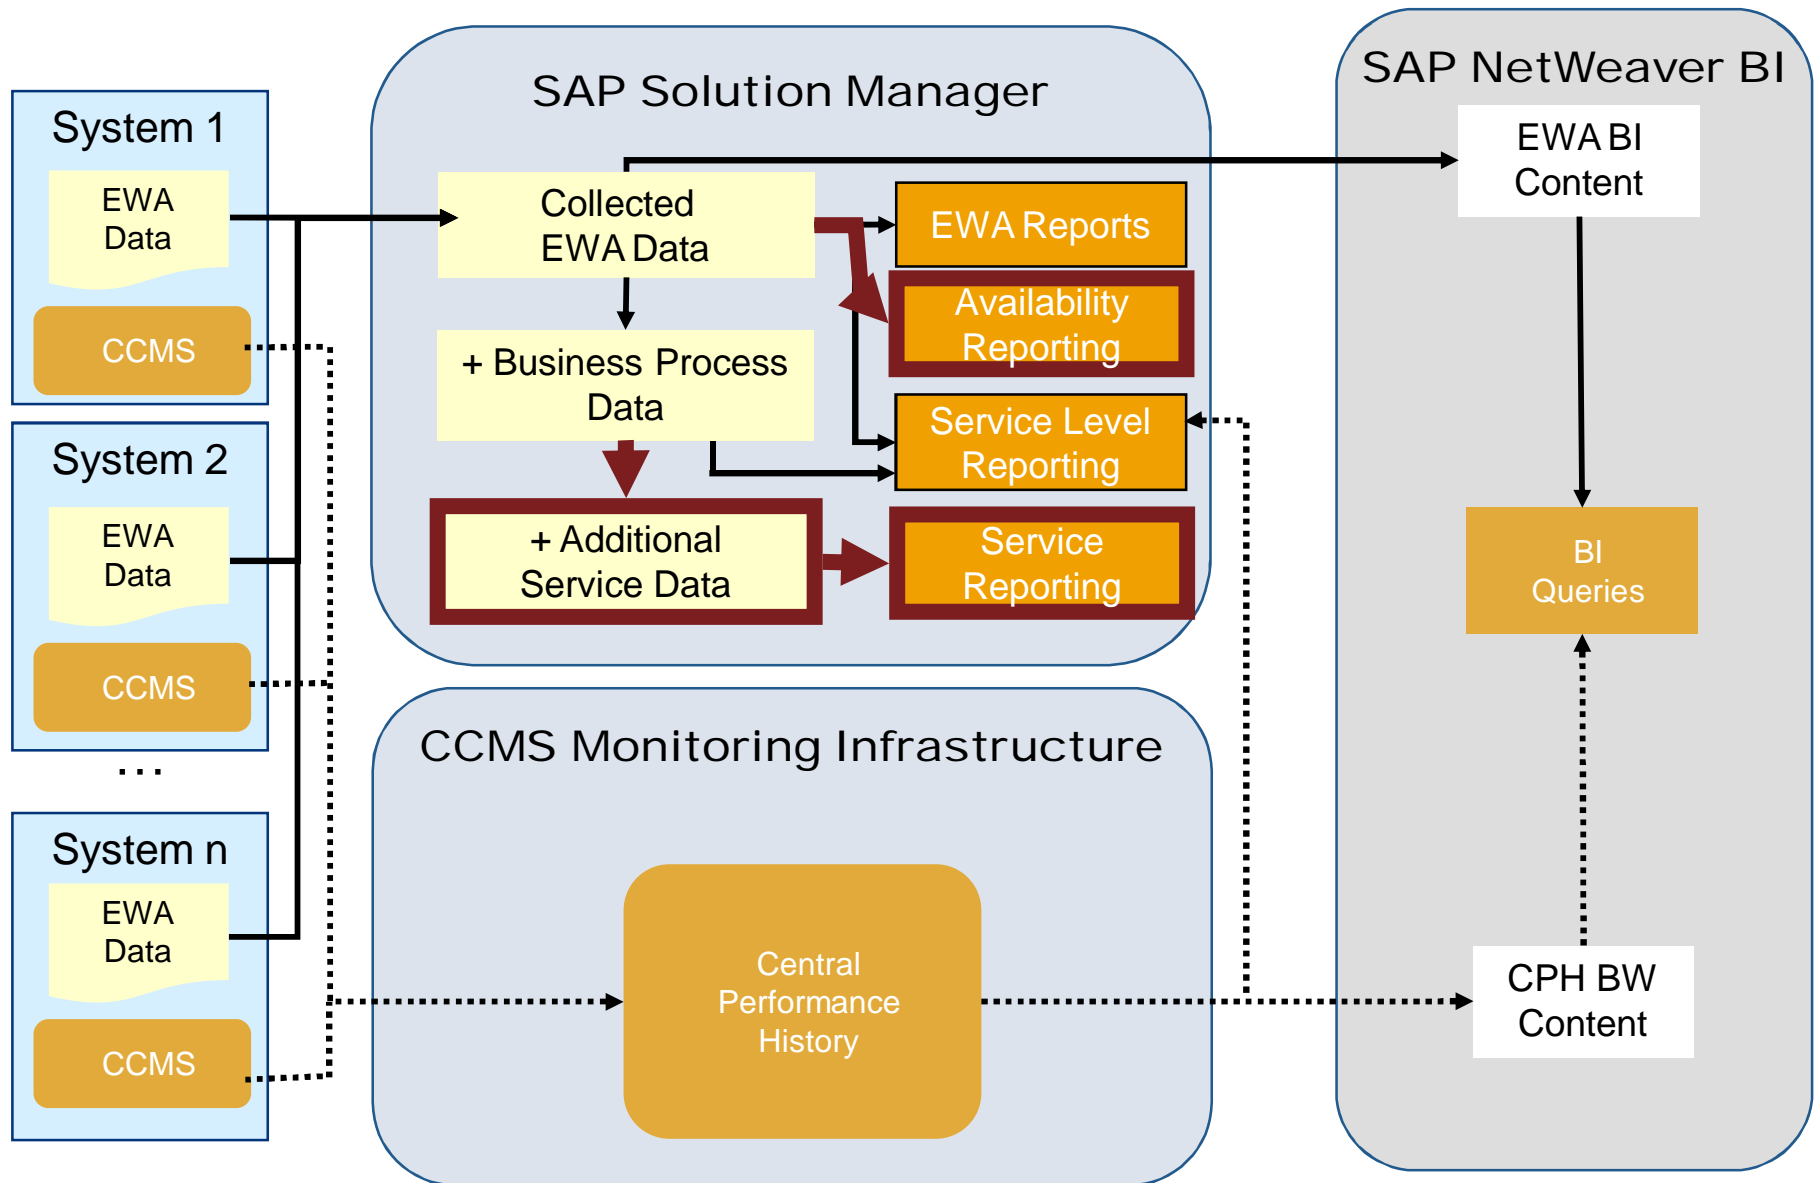 System 1
EWA
Data
CCMS
System 2
EWA
Data
CCMS
...
System n
EWA
Data
CCMS
SAP Solution Manager
Collected
EWA Data
+ Business Process
Data
+ Additional
Service Data
EWA Reports
Availability
Reporting
Service Level
Reporting
Service
Reporting
CCMS Monitoring Infrastructure
Central
Performance
History
SAP NetWeaver BI
EWA BI
Content
BI
Queries
CPH BW
Content